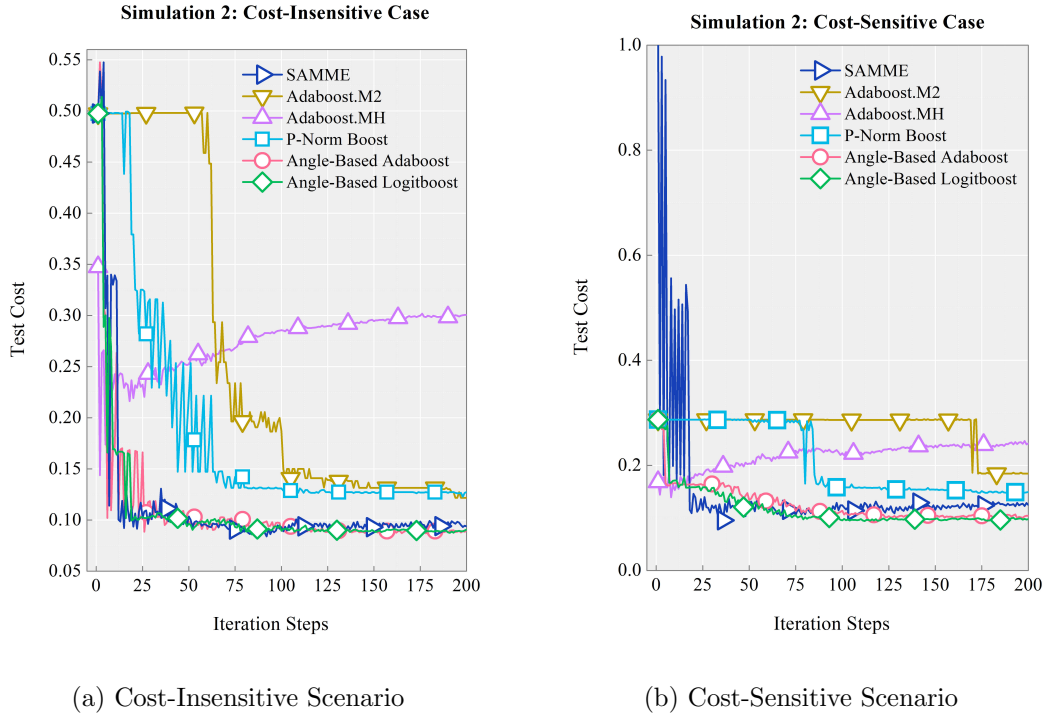 Simulation 2: Cost-Insensitive Case
0.55
0.50
0.45
0.40
0.35
0.30
0.25
0.20
0.15
0.10
0.05
Test Cost
SAMME
Adaboost.M2
Adaboost.MH
P-Norm Boost
Angle-Based Adaboost
Angle-Based Logitboost
0 25 50 75 100 125 150 175 200
Iteration Steps
(a) Cost-Insensitive Scenario
Simulation 2: Cost-Sensitive Case
1.0
0.8
0.6
0.4
0.2
0.0
Test Cost
SAMME
Adaboost.M2
Adaboost.MH
P-Norm Boost
Angle-Based Adaboost
Angle-Based Logitboost
0 25 50 75 100 125 150 175 200
Iteration Steps
(b) Cost-Sensitive Scenario